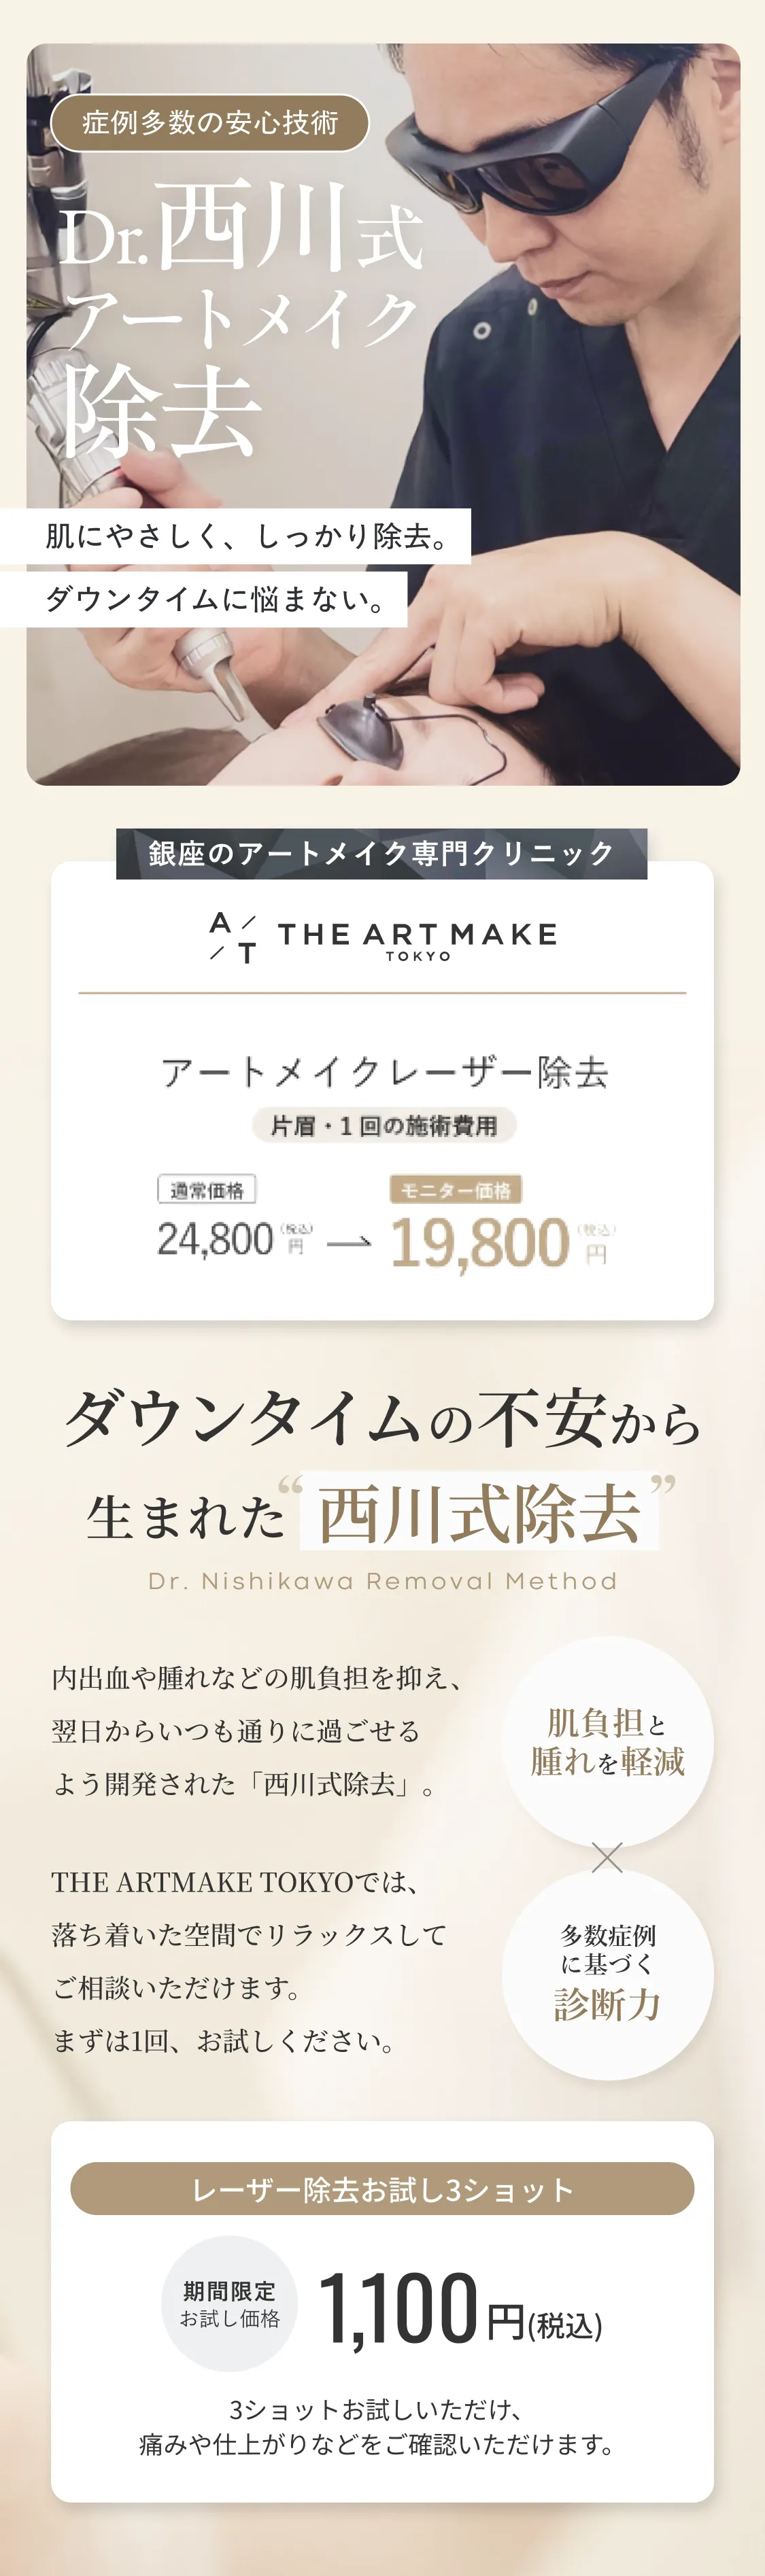 症例多数の安心技術
Dr.西川式
アートメイク
除去
肌にやさしく、しっかり除去。
ダウンタイムに悩まない。
銀座のアートメイク専門クリニック
A/T THE ART MAKE
TOKYO
アートメイクレーザー除去
片眉・1回の施術費用
通常価格
24,800円(税込)
モニター価格
19,800円(税込)
ダウンタイムの不安から
生まれた“西川式除去”
Dr. Nishikawa Removal Method
内出血や腫れなどの肌負担を抑え、
翌日からいつも通りに過ごせる
よう開発された「西川式除去」。
THE ARTMAKE TOKYOでは、
落ち着いた空間でリラックスして
ご相談いただけます。
まずは1回、お試しください。
肌負担と
腫れを軽減
多数症例
に基づく
診断力
レーザー除去お試し3ショット
期間限定
お試し価格
1,100円(税込)
3ショットお試しいただけ、
痛みや仕上がりなどをご確認いただけます。